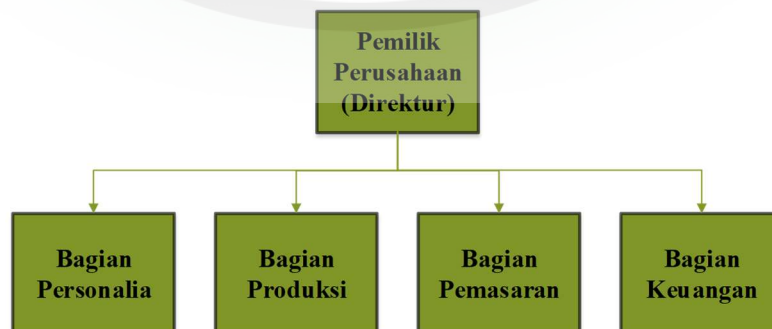 Pemilik
Perusahaan
(Direktur)
Bagian
Personalia
Bagian
Produksi
Bagian
Pemasaran
Bagian
Keuangan